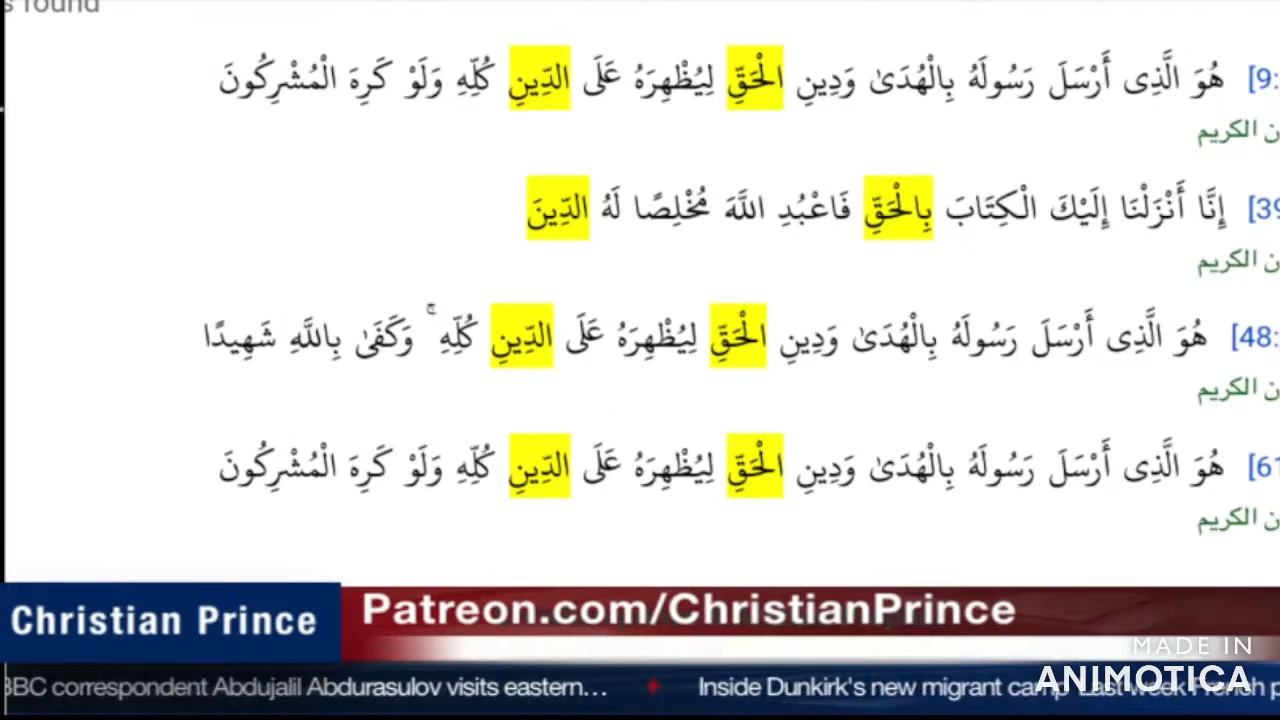 s found
[9: هُوَ الَّذِى أَرْسَلَ رَسُولَهُ بِالْهُدَىٰ وَدِينِ الْحَقِّ لِيُظْهِرَهُ عَلَى الدِّينِ كُلِّهِ وَلَوْ كَرِهَ الْمُشْرِكُونَ
ن الكريم
[39 إِنَّا أَنْزَلْنَا إِلَيْكَ الْكِتَابَ بِالْحَقِّ فَاعْبُدِ اللَّهَ مُخْلِصًا لَهُ الدِّينَ
ن الكريم
[48: هُوَ الَّذِى أَرْسَلَ رَسُولَهُ بِالْهُدَىٰ وَدِينِ الْحَقِّ لِيُظْهِرَهُ عَلَى الدِّينِ كُلِّهِ ۚ وَكَفَىٰ بِاللَّهِ شَهِيدًا
ن الكريم
[61 هُوَ الَّذِى أَرْسَلَ رَسُولَهُ بِالْهُدَىٰ وَدِينِ الْحَقِّ لِيُظْهِرَهُ عَلَى الدِّينِ كُلِّهِ وَلَوْ كَرِهَ الْمُشْرِكُونَ
ن الكريم
Christian Prince
Patreon.com/ChristianPrince
MADE IN
ANIMOTICA
BBC correspondent Abdujalil Abdurasulov visits eastern... Inside Dunkirk's new migrant camp Last week French p